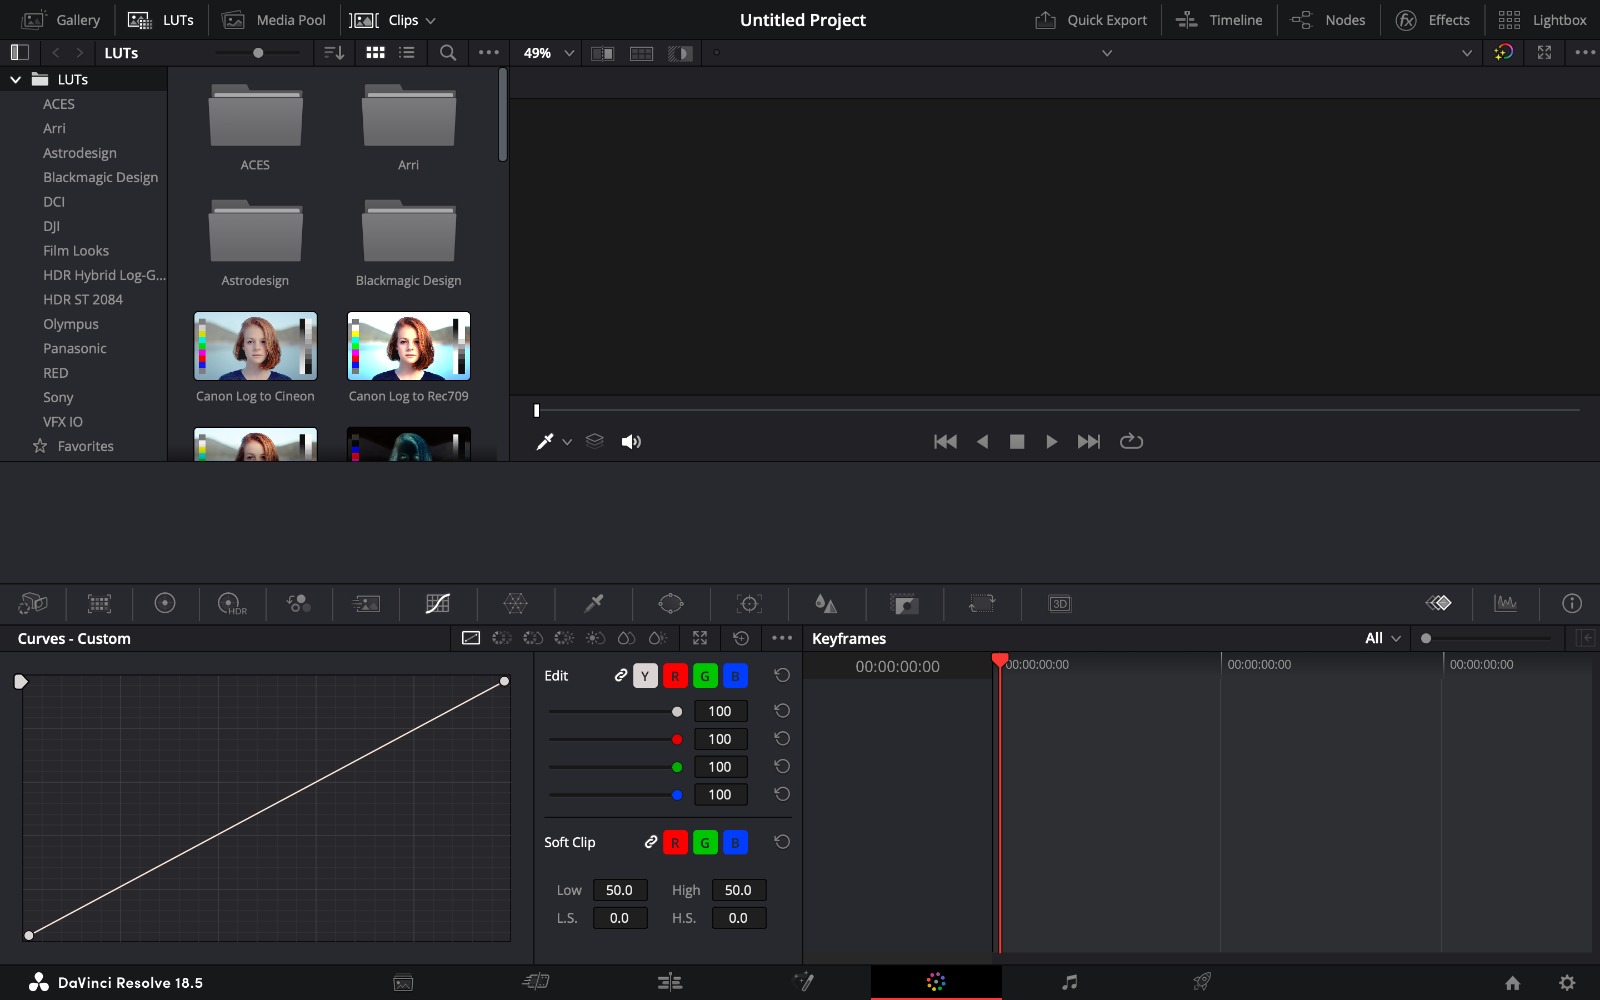 Gallery
LUTs
Media Pool
Clips
Untitled Project
Quick Export
Timeline
Nodes
Effects
Lightbox
LUTs
49%
LUTs
ACES
Arri
Astrodesign
Blackmagic Design
DCI
DJI
Film Looks
HDR Hybrid Log-G...
HDR ST 2084
Olympus
Panasonic
RED
Sony
VFX IO
Favorites
ACES
Arri
Astrodesign
Blackmagic Design
Canon Log to Cineon
Canon Log to Rec709
HDR
3D
Curves - Custom
Edit
Y
R
G
B
100
100
100
100
Soft Clip
R
G
B
Low
50.0
High
50.0
L.S.
0.0
H.S.
0.0
Keyframes
All
00:00:00:00
00:00:00:00
00:00:00:00
00:00:00:00
DaVinci Resolve 18.5